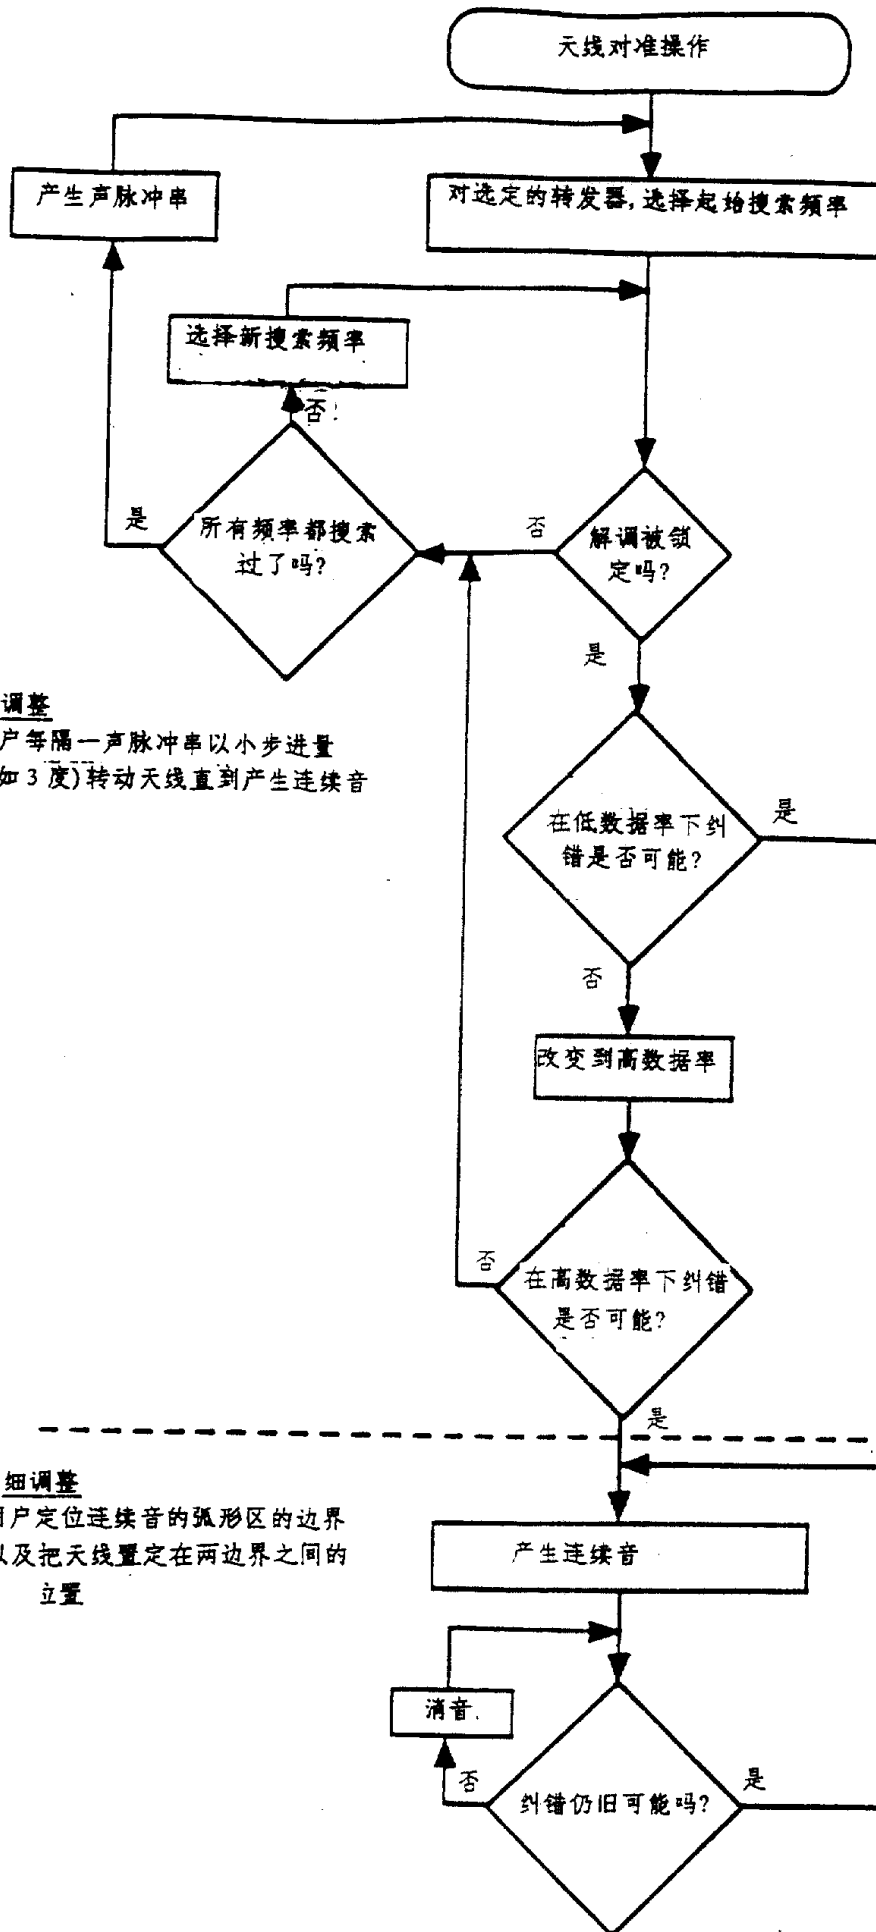 天线对准操作
产生声脉冲串
对选定的转发器,选择起始搜索频率
选择新搜索频率
否
是
所有频率都搜索
过了吗?
否
解调被锁
定吗?
是
调整
户每隔一声脉冲串以小步进量
如3度)转动天线直到产生连续音
在低数据率下纠
错是否可能?
是
否
改变到高数据率
否
在高数据率下纠错
是否可能?
是
细调整
用户定位连续音的弧形区的边界
以及把天线置定在两边界之间的
位置
产生连续音
消音
否
纠错仍旧可能吗?
是